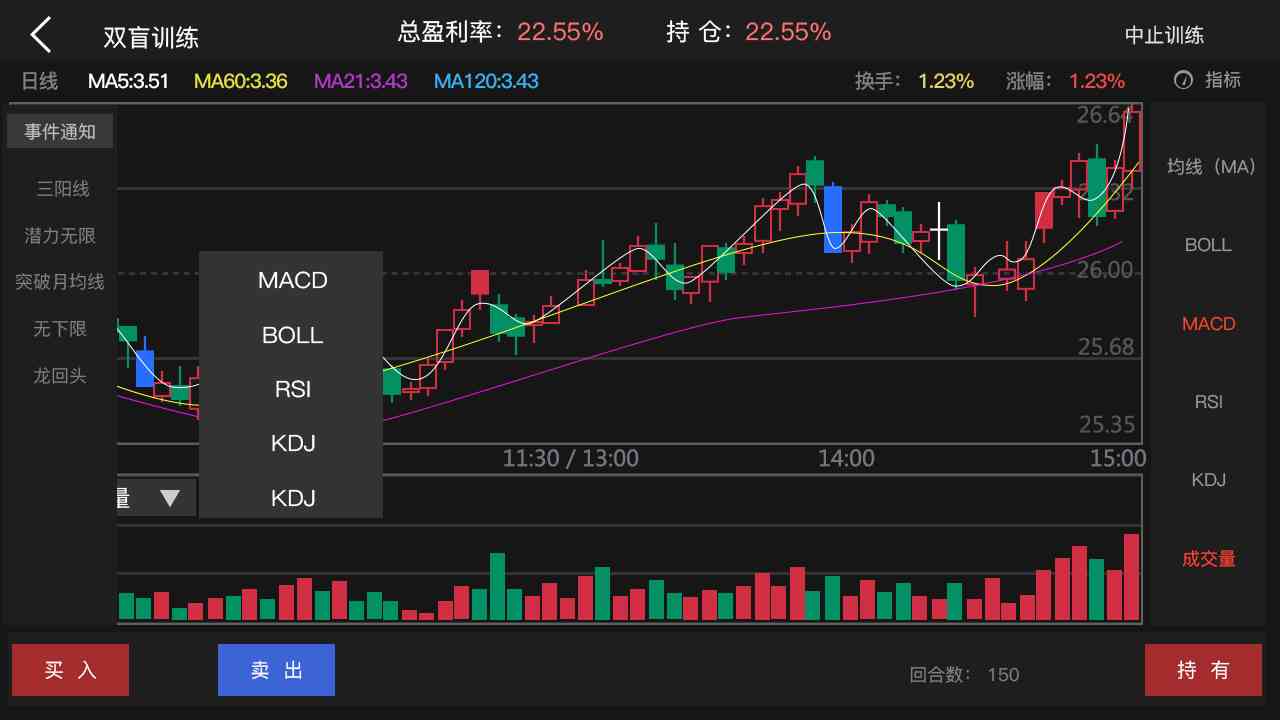 双盲训练
总盈利率：22.55%
持 仓：22.55%
中止训练
日线
MA5:3.51
MA60:3.36
MA21:3.43
MA120:3.43
换手：1.23%
涨幅：1.23%
指标
事件通知
三阳线
潜力无限
突破月均线
无下限
龙回头
MACD
BOLL
RSI
KDJ
KDJ
26.64
26.00
25.68
25.35
11:30 / 13:00
14:00
15:00
量 ▼
均线（MA）
BOLL
MACD
RSI
KDJ
成交量
买 入
卖 出
回合数： 150
持 有